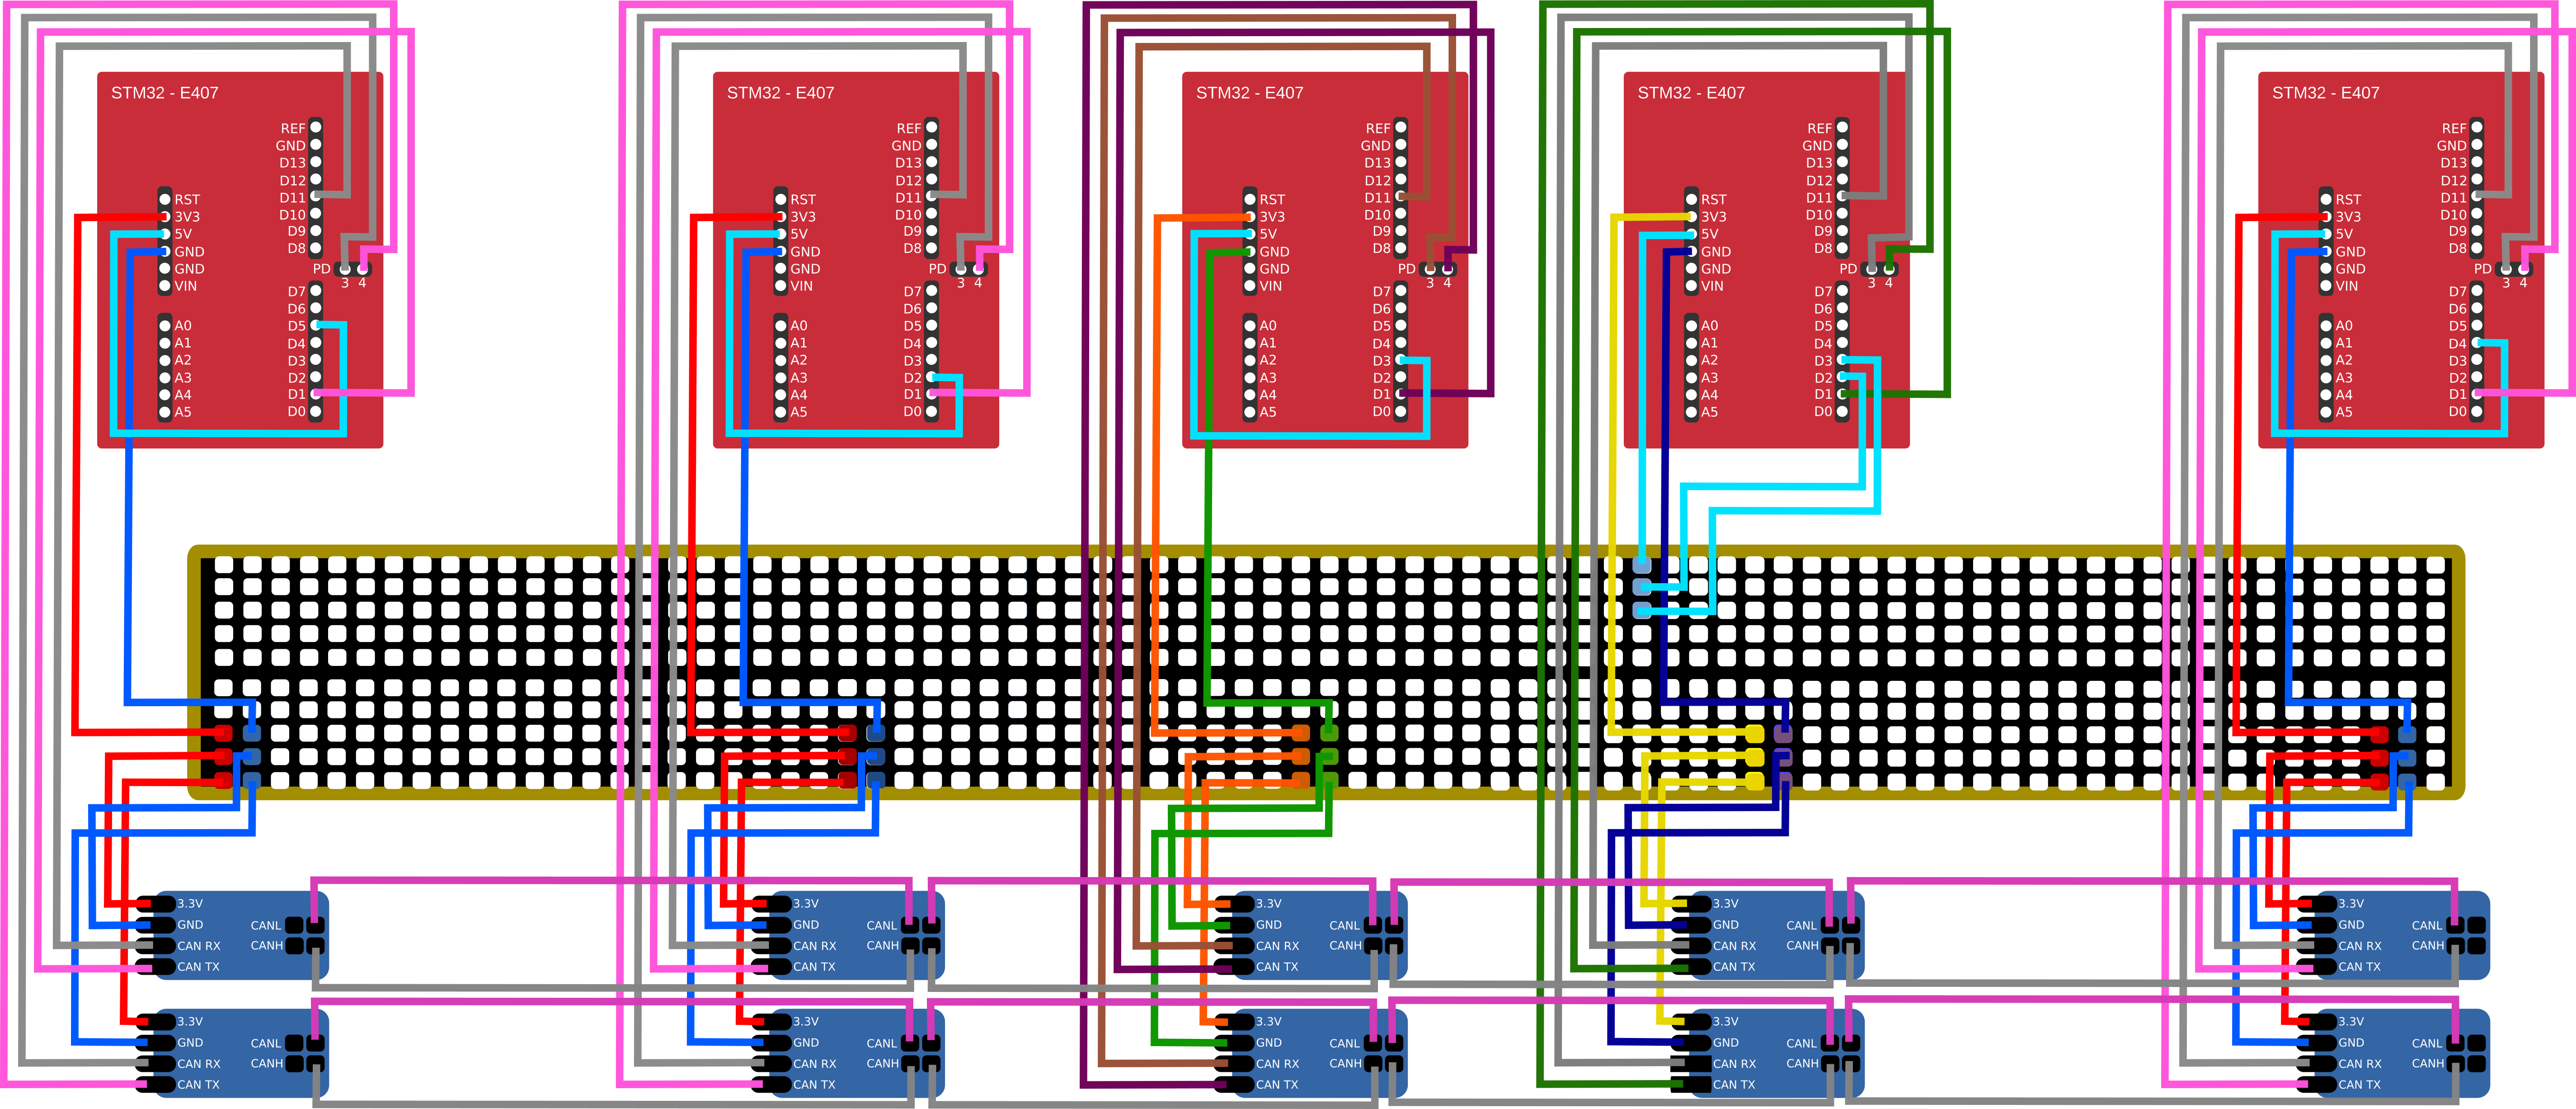 STM32 - E407
REF
GND
D13
D12
D11
D10
D9
D8
RST
3V3
5V
GND
GND
VIN
PD
3 4
D7
D6
D5
D4
D3
D2
D1
D0
A0
A1
A2
A3
A4
A5
STM32 - E407
REF
GND
D13
D12
D11
D10
D9
D8
RST
3V3
5V
GND
GND
VIN
PD
3 4
D7
D6
D5
D4
D3
D2
D1
D0
A0
A1
A2
A3
A4
A5
STM32 - E407
REF
GND
D13
D12
D11
D10
D9
D8
RST
3V3
5V
GND
GND
VIN
PD
3 4
D7
D6
D5
D4
D3
D2
D1
D0
A0
A1
A2
A3
A4
A5
STM32 - E407
REF
GND
D13
D12
D11
D10
D9
D8
RST
3V3
5V
GND
GND
VIN
PD
3 4
D7
D6
D5
D4
D3
D2
D1
D0
A0
A1
A2
A3
A4
A5
STM32 - E407
REF
GND
D13
D12
D11
D10
D9
D8
RST
3V3
5V
GND
GND
VIN
PD
3 4
D7
D6
D5
D4
D3
D2
D1
D0
A0
A1
A2
A3
A4
A5
3.3V
GND CANL
CAN RX CANH
CAN TX
3.3V
GND CANL
CAN RX CANH
CAN TX
3.3V
GND CANL
CAN RX CANH
CAN TX
3.3V
GND CANL
CAN RX CANH
CAN TX
3.3V
GND CANL
CAN RX CANH
CAN TX
3.3V
GND CANL
CAN RX CANH
CAN TX
3.3V
GND CANL
CAN RX CANH
CAN TX
3.3V
GND CANL
CAN RX CANH
CAN TX
3.3V
GND CANL
CAN RX CANH
CAN TX
3.3V
GND CANL
CAN RX CANH
CAN TX